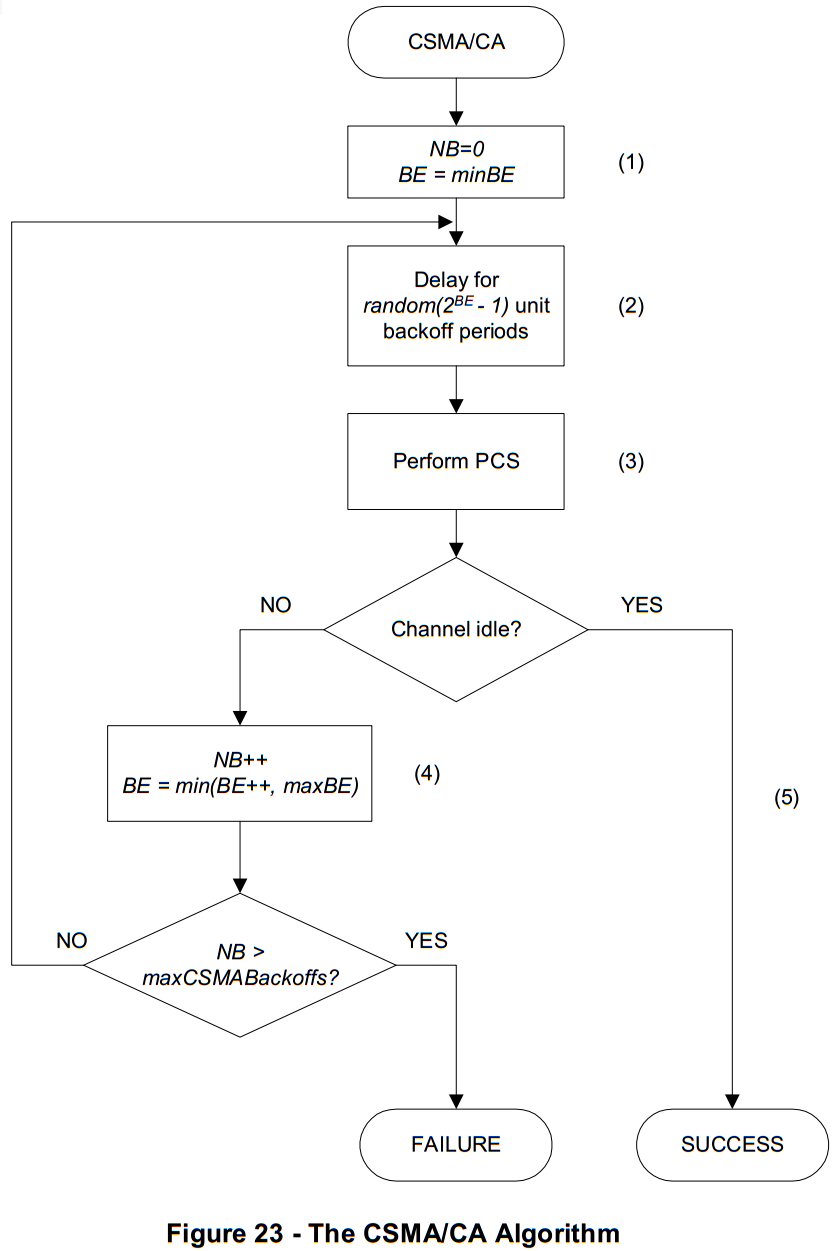 CSMA/CA
NB=0
BE = minBE
(1)
Delay for
random(2^BE - 1) unit
backoff periods
(2)
Perform PCS
(3)
NO
YES
Channel idle?
NB++
BE = min(BE++, maxBE)
(4)
(5)
NO
YES
NB >
maxCSMABackoffs?
FAILURE
SUCCESS
Figure 23 - The CSMA/CA Algorithm